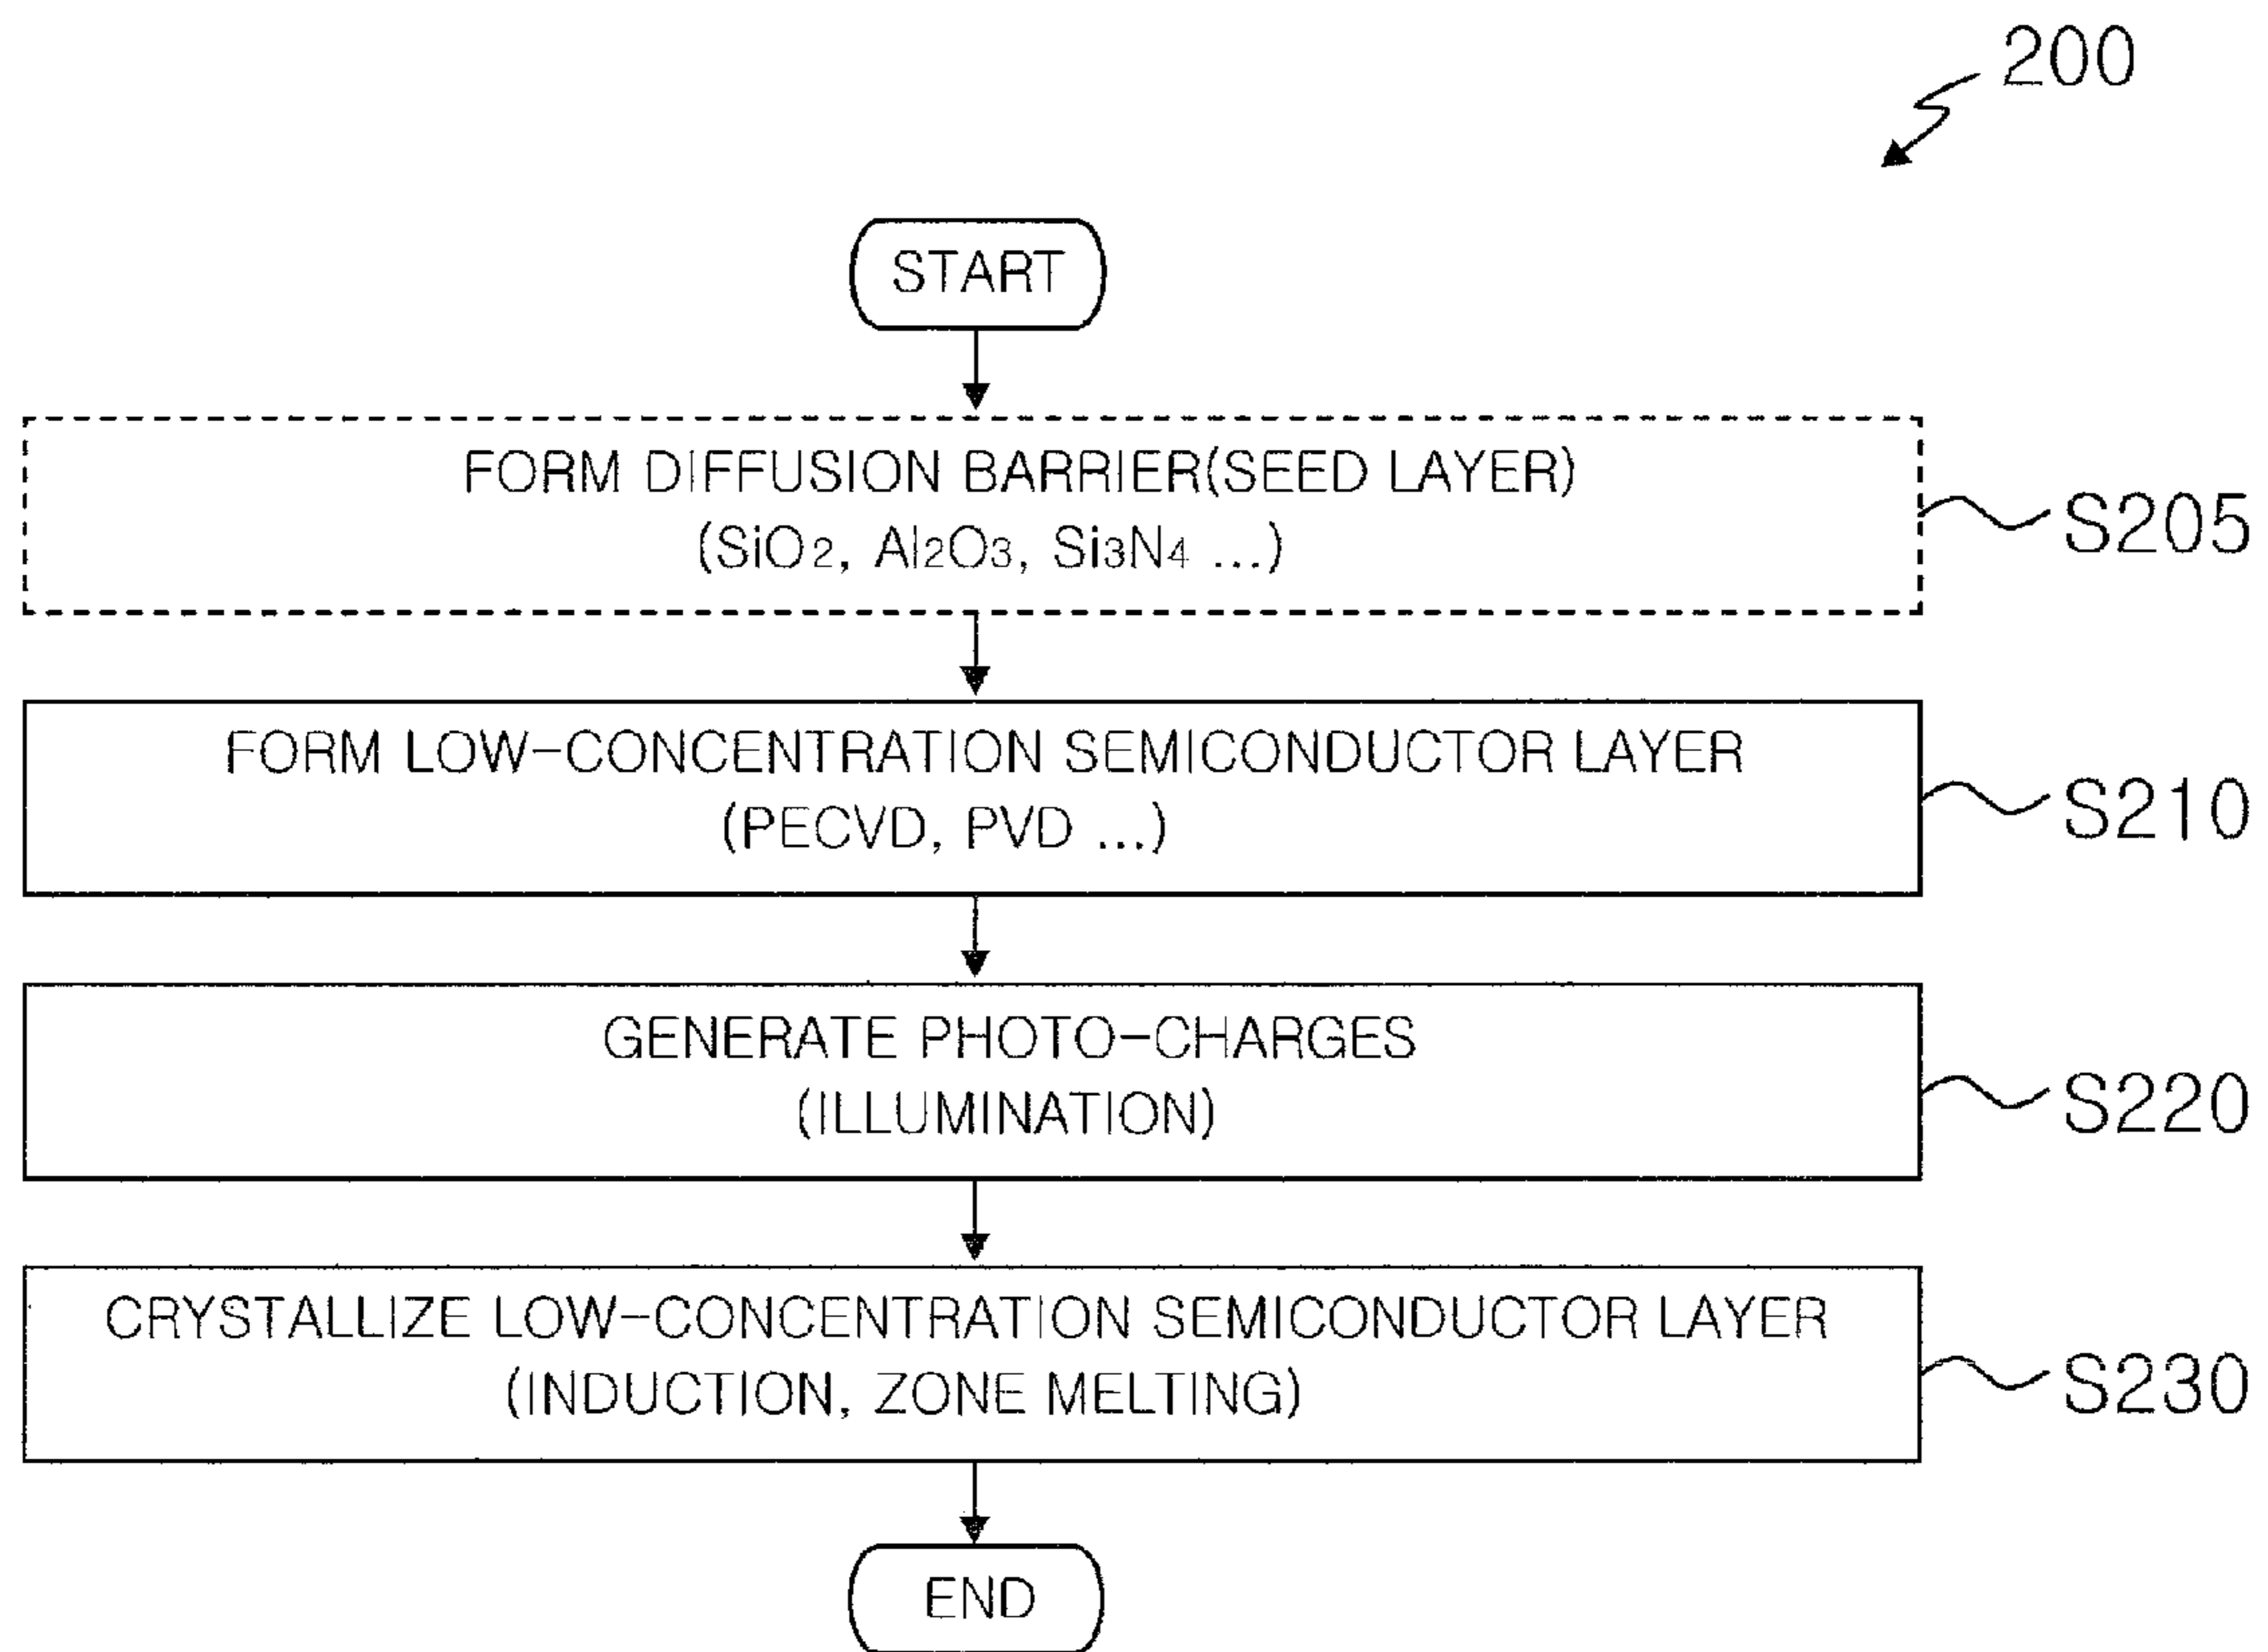 200
START
FORM DIFFUSION BARRIER(SEED LAYER)
(SiO2, Al2O3, Si3N4 ...)
S205
FORM LOW-CONCENTRATION SEMICONDUCTOR LAYER
(PECVD, PVD ...)
S210
GENERATE PHOTO-CHARGES
(ILLUMINATION)
S220
CRYSTALLIZE LOW-CONCENTRATION SEMICONDUCTOR LAYER
(INDUCTION, ZONE MELTING)
S230
END